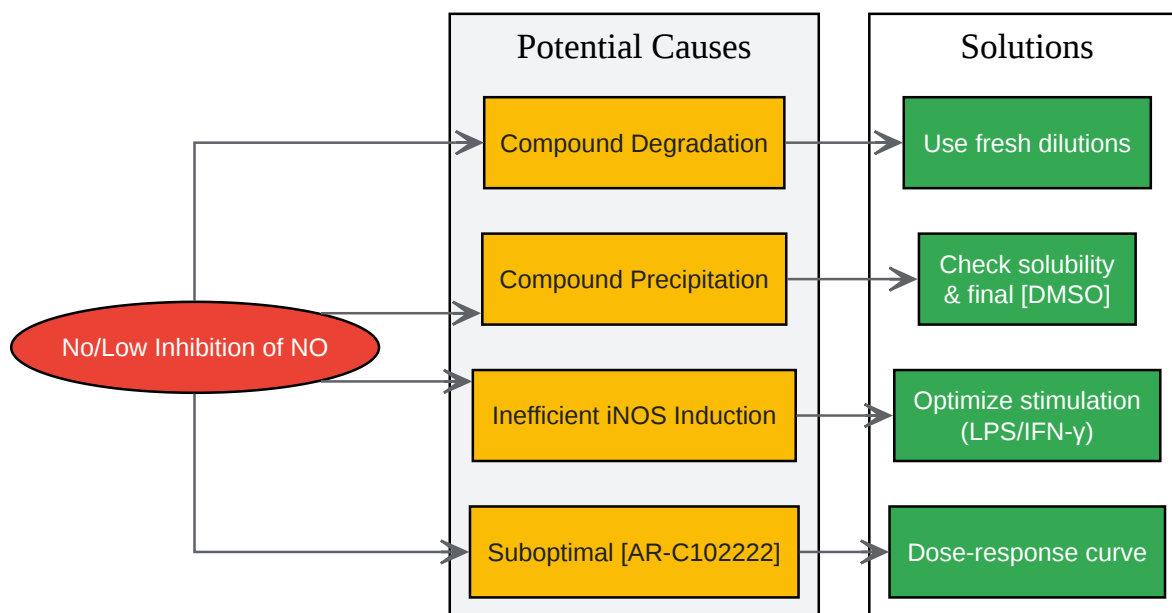 Potential Causes
Solutions
No/Low Inhibition of NO
Compound Degradation
Use fresh dilutions
Compound Precipitation
Check solubility
& final [DMSO]
Inefficient iNOS Induction
Optimize stimulation
(LPS/IFN-γ)
Suboptimal [AR-C102222]
Dose-response curve